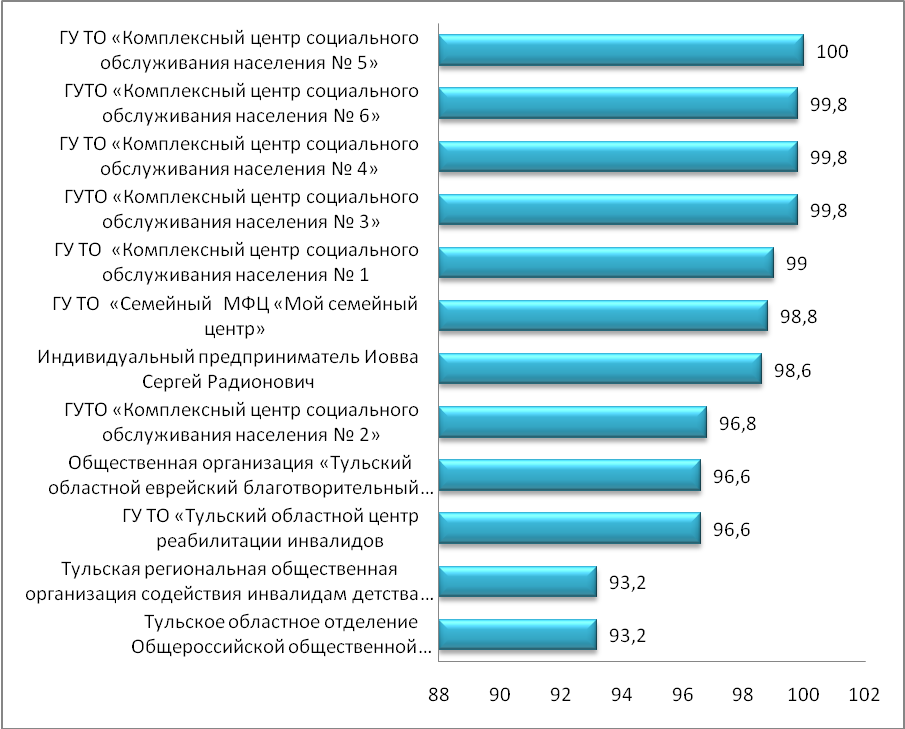 ГУ ТО «Комплексный центр социального
обслуживания населения № 5»
100
ГУТО «Комплексный центр социального
обслуживания населения № 6»
99,8
ГУ ТО «Комплексный центр социального
обслуживания населения № 4»
99,8
ГУТО «Комплексный центр социального
обслуживания населения № 3»
99,8
ГУ ТО «Комплексный центр социального
обслуживания населения № 1
99
ГУ ТО «Семейный МФЦ «Мой семейный
центр»
98,8
Индивидуальный предприниматель Иовва
Сергей Радионович
98,6
ГУТО «Комплексный центр социального
обслуживания населения № 2»
96,8
Общественная организация «Тульский
областной еврейский благотворительный...
96,6
ГУ ТО «Тульский областной центр
реабилитации инвалидов
96,6
Тульская региональная общественная
организация содействия инвалидам детства...
93,2
Тульское областное отделение
Общероссийской общественной...
93,2
88 90 92 94 96 98 100 102